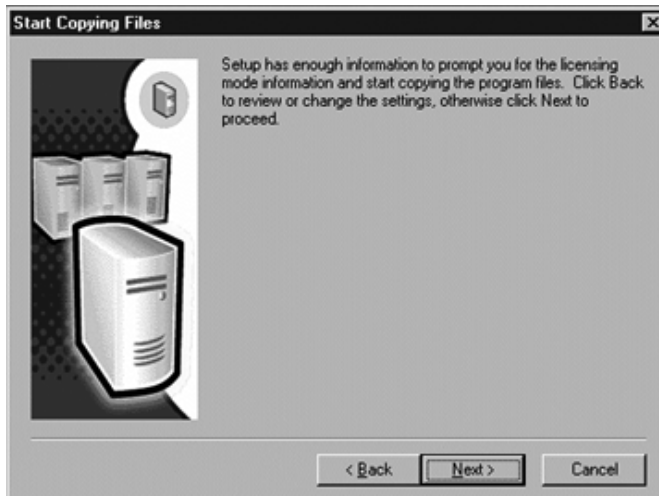 Start Copying Files
Setup has enough information to prompt you for the licensing
mode information and start copying the program files. Click Back
to review or change the settings, otherwise click Next to
proceed.
< Back
Next >
Cancel